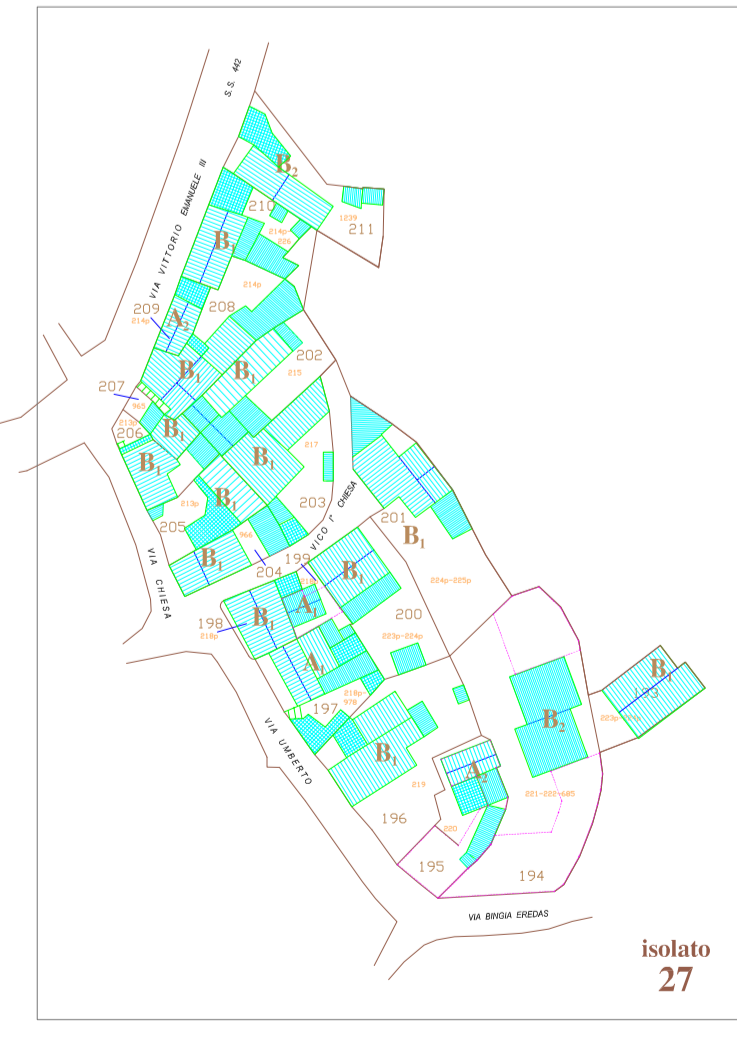 S.S. 442
VIA VITTORIO EMANUELE III
B2
210
1239
211
214p
226
B1
214p
208
209
214p
A2
B1
B1
202
215
207
965
213p
206
B1
B1
B1
217
213p
B1
203
205
966
VICO I° CHIESA
201
B1
VIA CHIESA
B1
204
199
218p
B1
224p-225p
A1
198
218p
B1
200
223p-224p
A1
218p
978
197
B1
193
223p-224p
B2
VIA UMBERTO
B1
A2
219
221-222-685
196
220
195
194
VIA BINGIA EREDAS
isolato
27